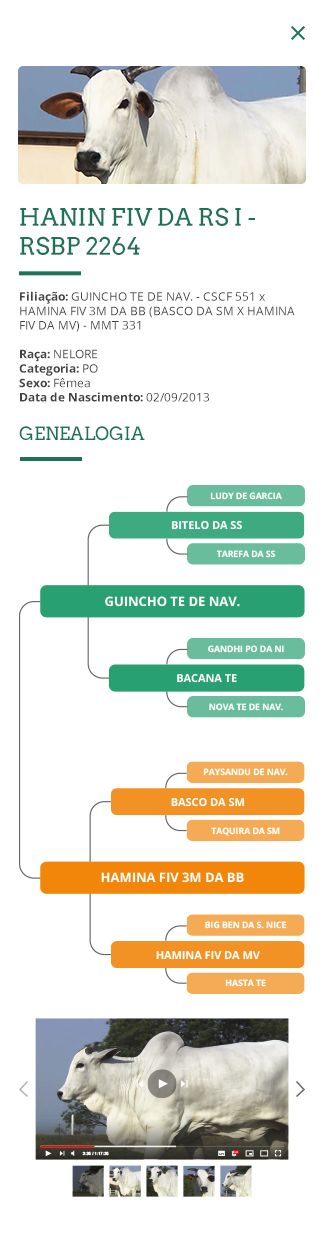 HANIN FIV DA RS I -
RSBP 2264
Filiação: GUINCHO TE DE NAV. - CSCF 551 x
HAMINA FIV 3M DA BB (BASCO DA SM X HAMINA
FIV DA MV) - MMT 331
Raça: NELORE
Categoria: PO
Sexo: Fêmea
Data de Nascimento: 02/09/2013
GENEALOGIA
LUDY DE GARCIA
BITELO DA SS
TAREFA DA SS
GUINCHO TE DE NAV.
GANDHI PO DA NI
BACANA TE
NOVA TE DE NAV.
PAYSANDU DE NAV.
BASCO DA SM
TAQUIRA DA SM
HAMINA FIV 3M DA BB
BIG BEN DA S. NICE
HAMINA FIV DA MV
HASTA TE